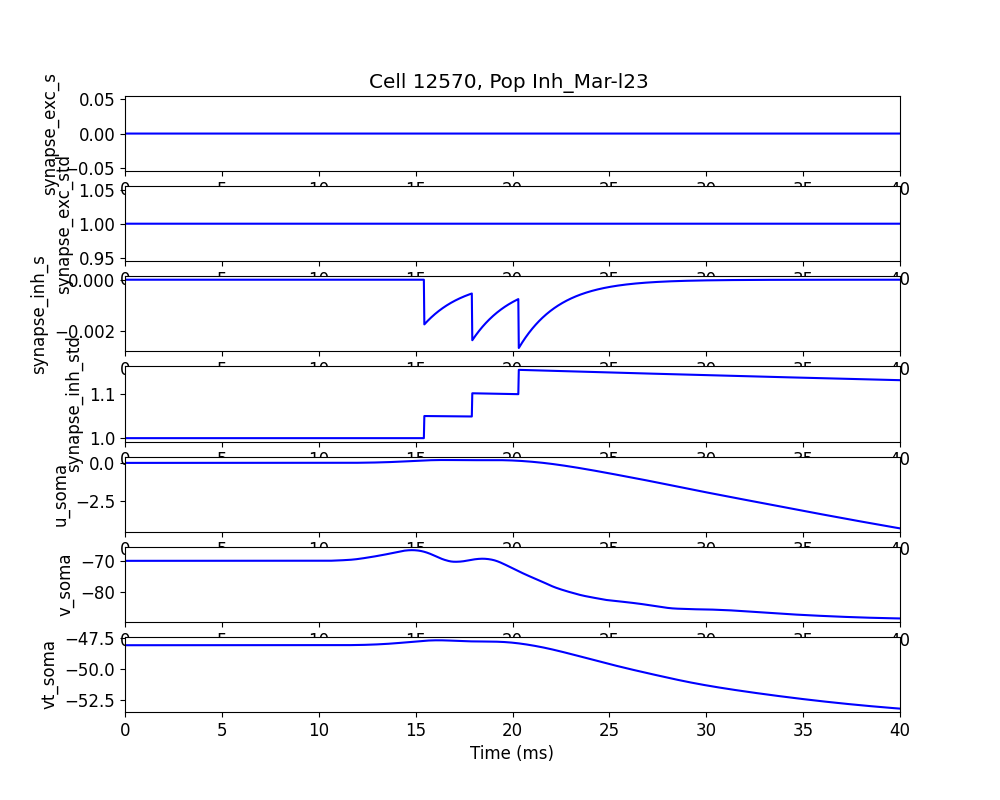 Cell 12570, Pop Inh_Mar-l23
synapse_exc_s
0.05
0.00
−0.05
0 5 10 15 20 25 30 35 40
synapse_exc_std
1.05
1.00
0.95
0 5 10 15 20 25 30 35 40
synapse_inh_s
0.000
−0.002
0 5 10 15 20 25 30 35 40
synapse_inh_std
1.1
1.0
0 5 10 15 20 25 30 35 40
u_soma
0.0
−2.5
0 5 10 15 20 25 30 35 40
v_soma
−70
−80
0 5 10 15 20 25 30 35 40
vt_soma
−47.5
−50.0
−52.5
0 5 10 15 20 25 30 35 40
Time (ms)